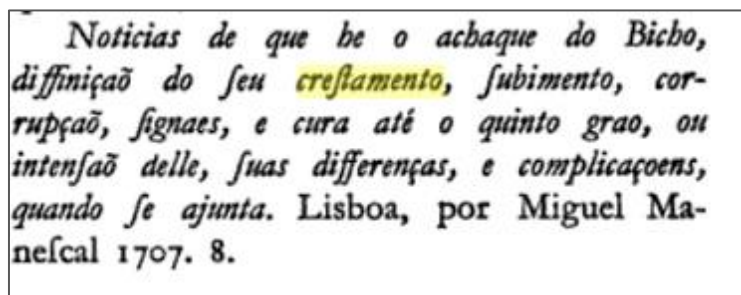 Noticias de que he o achaque do Bicho,
diffiniçaõ do ſeu creſtamento, ſubimento, cor-
rupçaõ, ſignaes, e cura até o quinto grao, ou
intenſaõ delle, ſuas differenças, e complicaçoens,
quando ſe ajunta. Lisboa, por Miguel Ma-
neſcal 1707. 8.